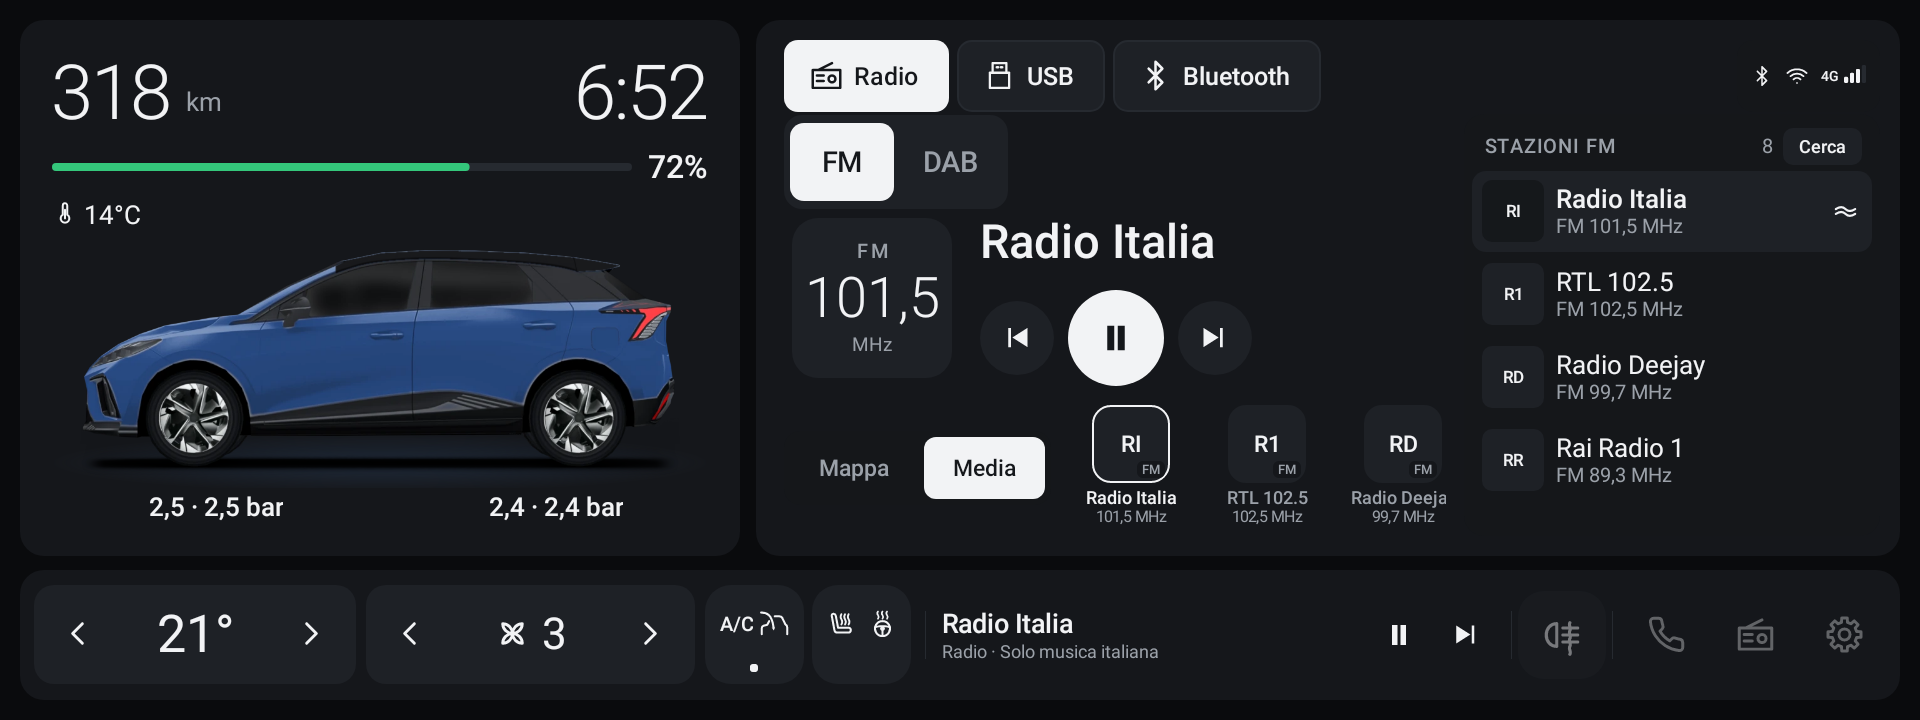 318 km
6:52
72%
14°C
2,5 · 2,5 bar
2,4 · 2,4 bar
Radio
USB
Bluetooth
4G
FM
DAB
FM
101,5
MHz
Radio Italia
Mappa
Media
RI
FM
Radio Italia
101,5 MHz
R1
FM
RTL 102.5
102,5 MHz
RD
FM
Radio Deeja
99,7 MHz
STAZIONI FM
8
Cerca
RI
Radio Italia
FM 101,5 MHz
R1
RTL 102.5
FM 102,5 MHz
RD
Radio Deejay
FM 99,7 MHz
RR
Rai Radio 1
FM 89,3 MHz
21°
3
A/C
Radio Italia
Radio · Solo musica italiana